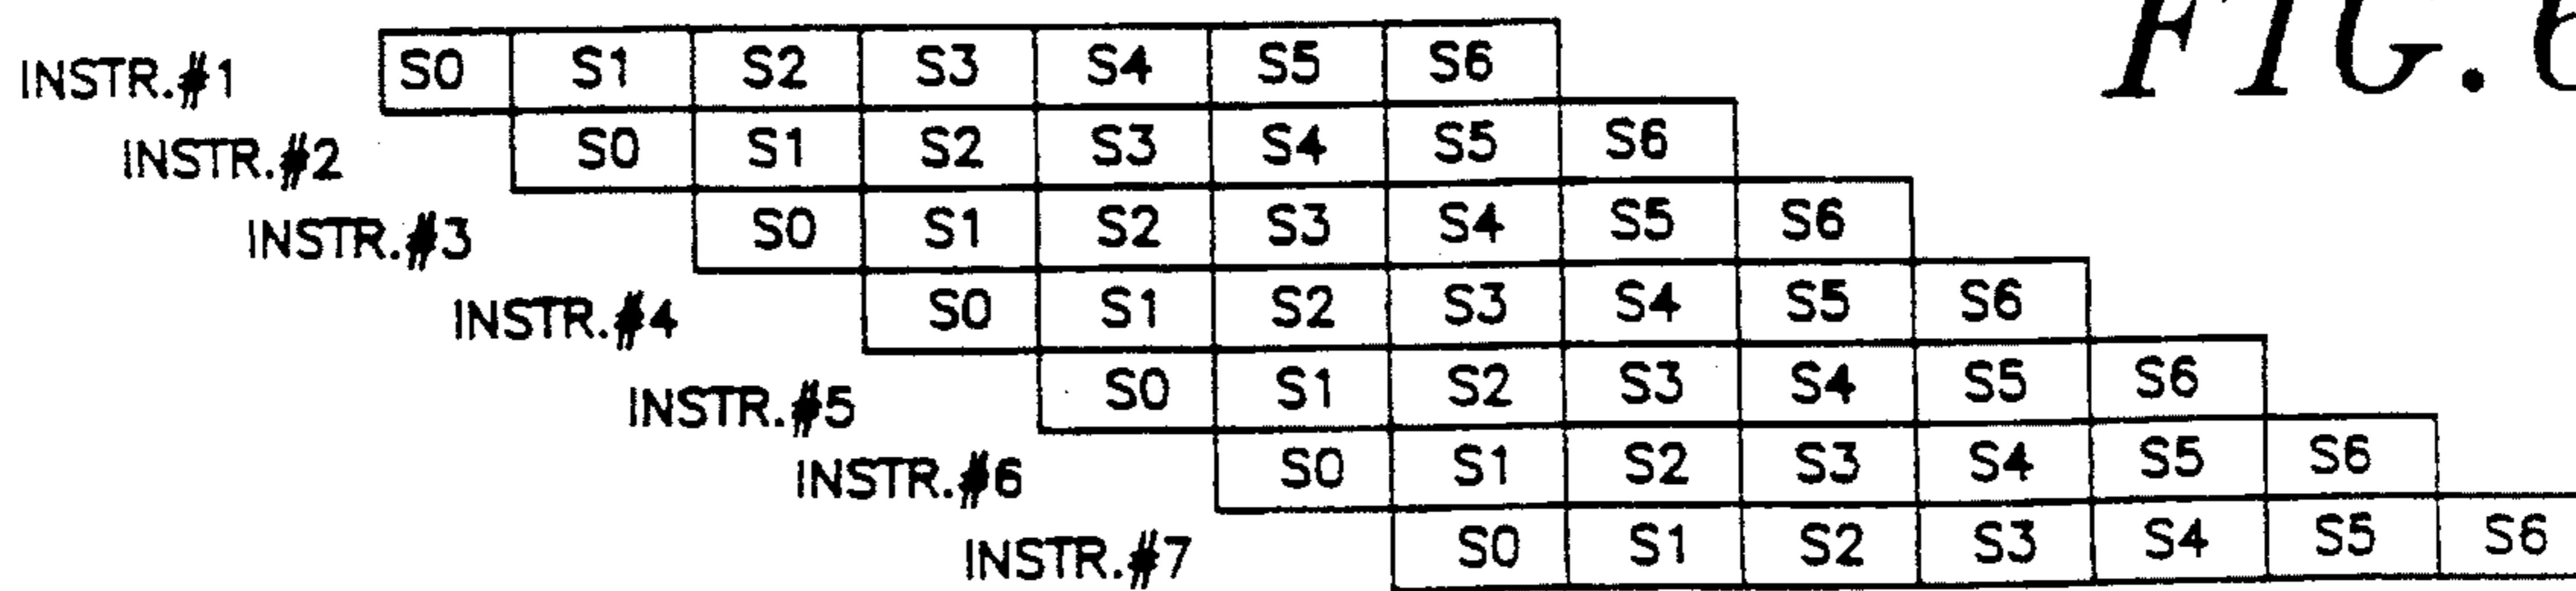 FIG. 6
INSTR.#1 S0 S1 S2 S3 S4 S5 S6
INSTR.#2 S0 S1 S2 S3 S4 S5 S6
INSTR.#3 S0 S1 S2 S3 S4 S5 S6
INSTR.#4 S0 S1 S2 S3 S4 S5 S6
INSTR.#5 S0 S1 S2 S3 S4 S5 S6
INSTR.#6 S0 S1 S2 S3 S4 S5 S6
INSTR.#7 S0 S1 S2 S3 S4 S5 S6